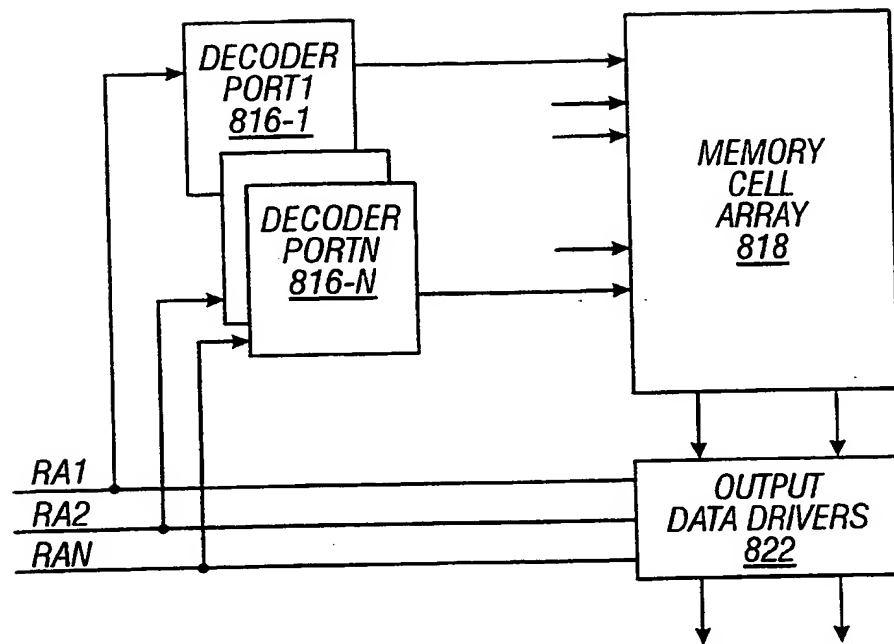 DECODER
PORT1
816-1
DECODER
PORTN
816-N
MEMORY
CELL
ARRAY
818
RA1
RA2
RAN
OUTPUT
DATA DRIVERS
822